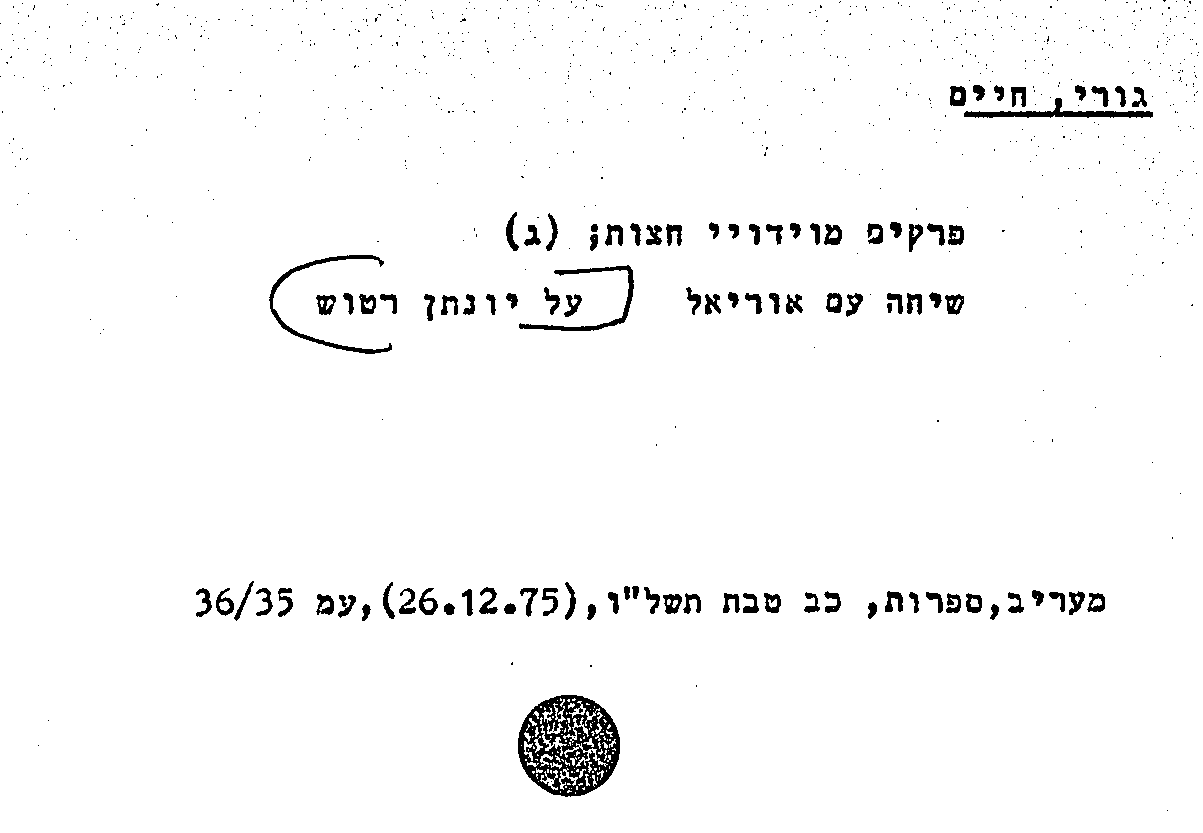 גורי, חיים
פרקים מוידויי חצות; (ג)
שיחה עם אוריאל על יונתן רטוש
מעריב,ספרות, כב טבת תשל"ו,(26.12.75),עמ 36/35